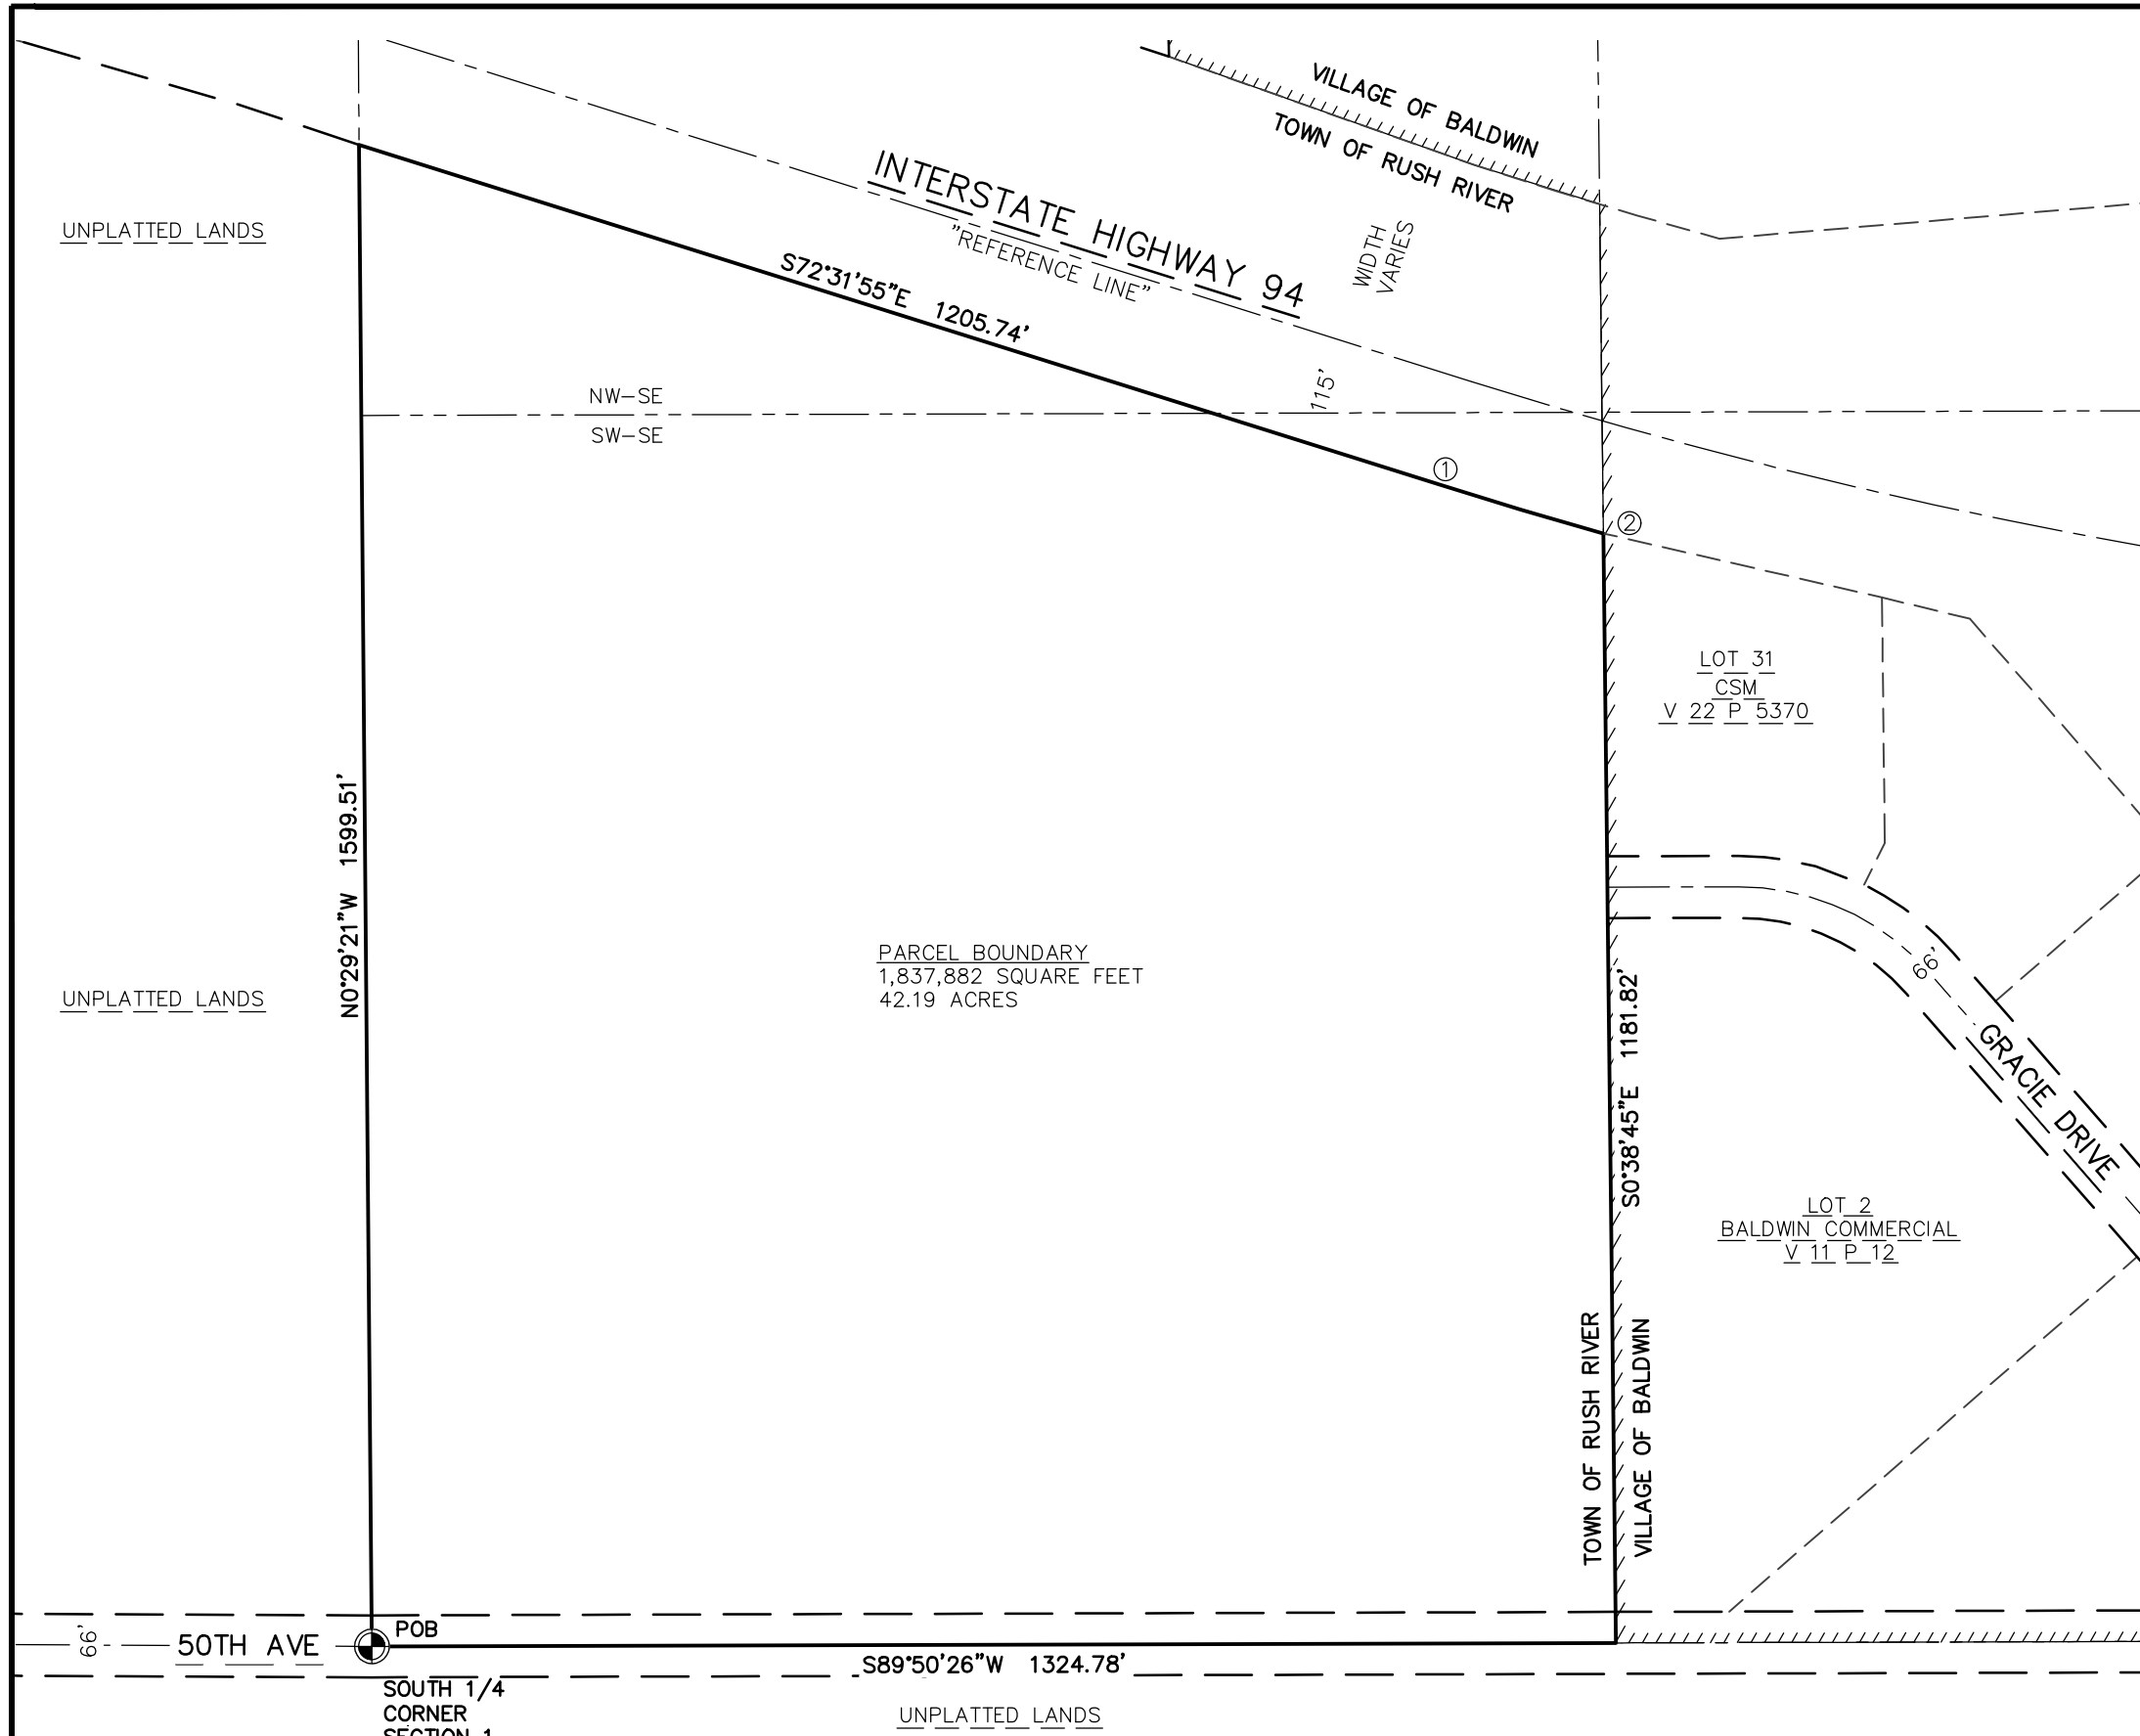 VILLAGE OF BALDWIN
TOWN OF RUSH RIVER
INTERSTATE HIGHWAY 94
"REFERENCE LINE"
WIDTH
VARIES
UNPLATTED LANDS
S72°31'55"E 1205.74'
115'
NW-SE
SW-SE
1
2
LOT 31
CSM
V 22 P 5370
N0°29'21"W 1599.51'
PARCEL BOUNDARY
1,837,882 SQUARE FEET
42.19 ACRES
UNPLATTED LANDS
S0°38'45"E 1181.82'
66'
GRACIE DRIVE
LOT 2
BALDWIN COMMERCIAL
V 11 P 12
TOWN OF RUSH RIVER
VILLAGE OF BALDWIN
66'
50TH AVE
POB
S89°50'26"W 1324.78'
SOUTH 1/4
CORNER
SECTION 1
UNPLATTED LANDS